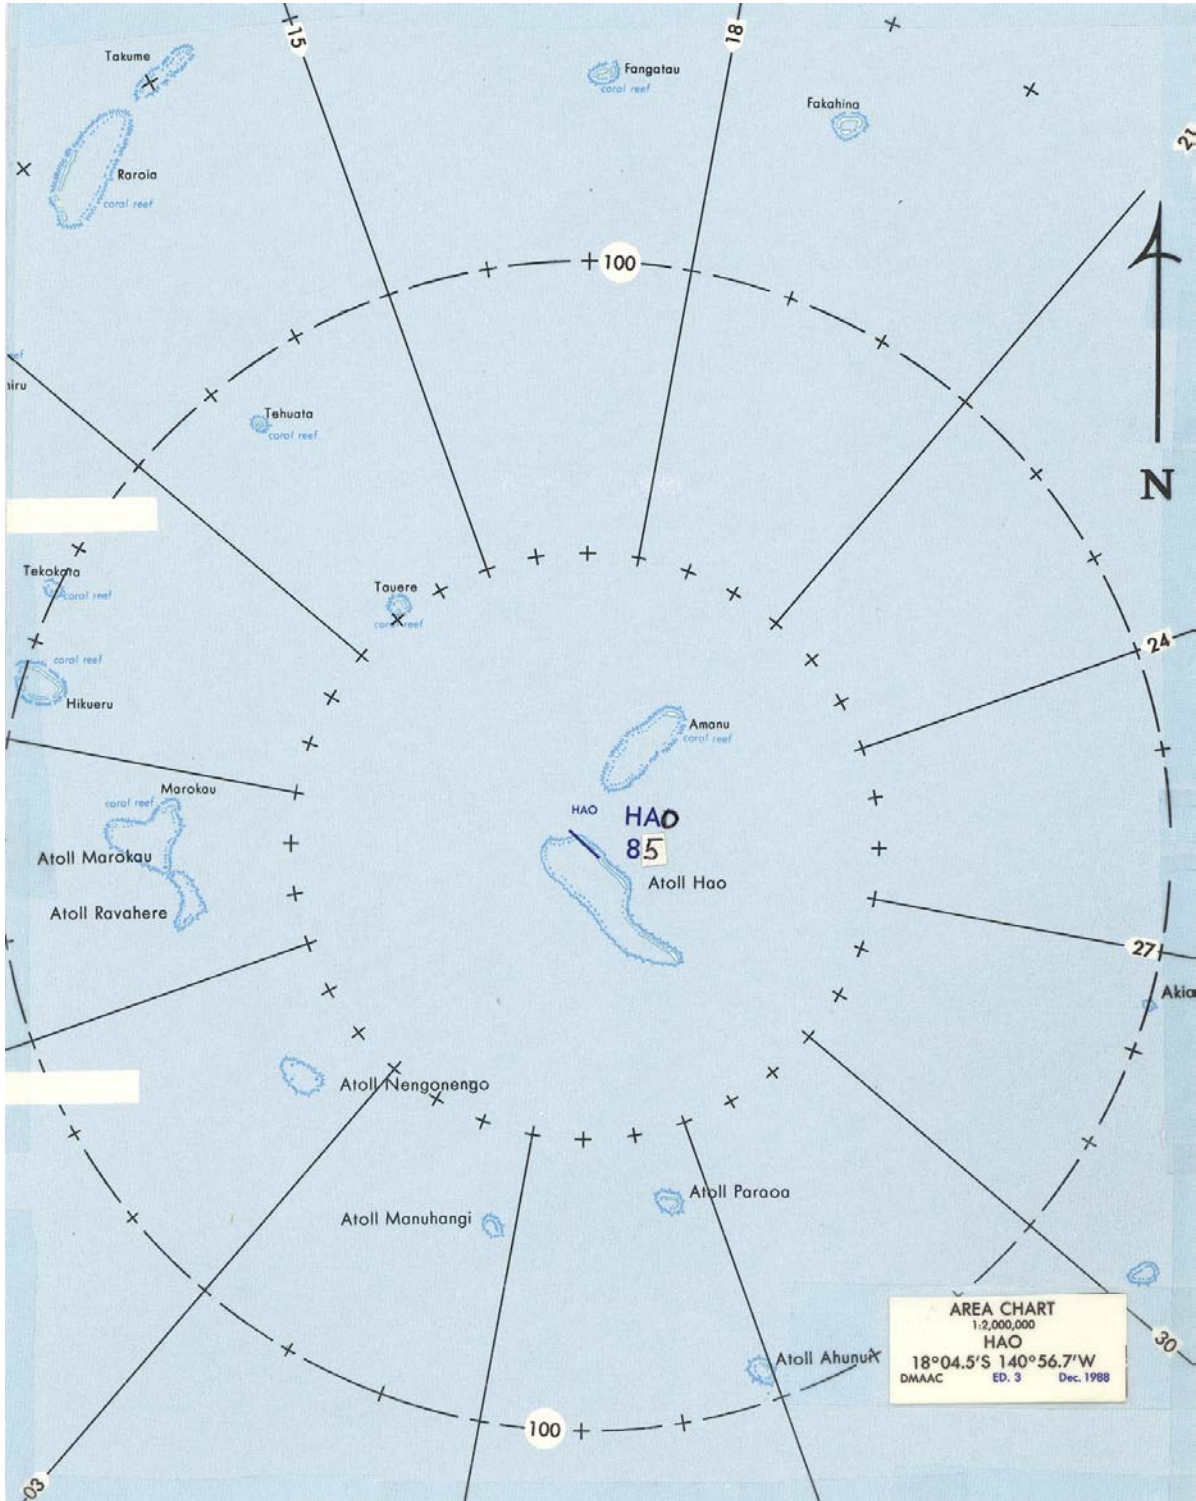 15
18
Takume
Fangatau
coral reef
Fakahina
21
Raroia
coral reef
100
ef
hiru
Tehuata
coral reef
N
Tekokota
coral reef
Tauere
coral reef
24
coral reef
Hikueru
Amanu
coral reef
Marokau
coral reef
HAO
HAO
85
Atoll Marokau
Atoll Hao
Atoll Ravahere
27
Akia
Atoll Nengonengo
Atoll Paraoa
Atoll Manuhangi
AREA CHART
1:2,000,000
HAO
18°04.5'S 140°56.7'W
DMAAC ED. 3 Dec. 1988
30
Atoll Ahunui
100
03